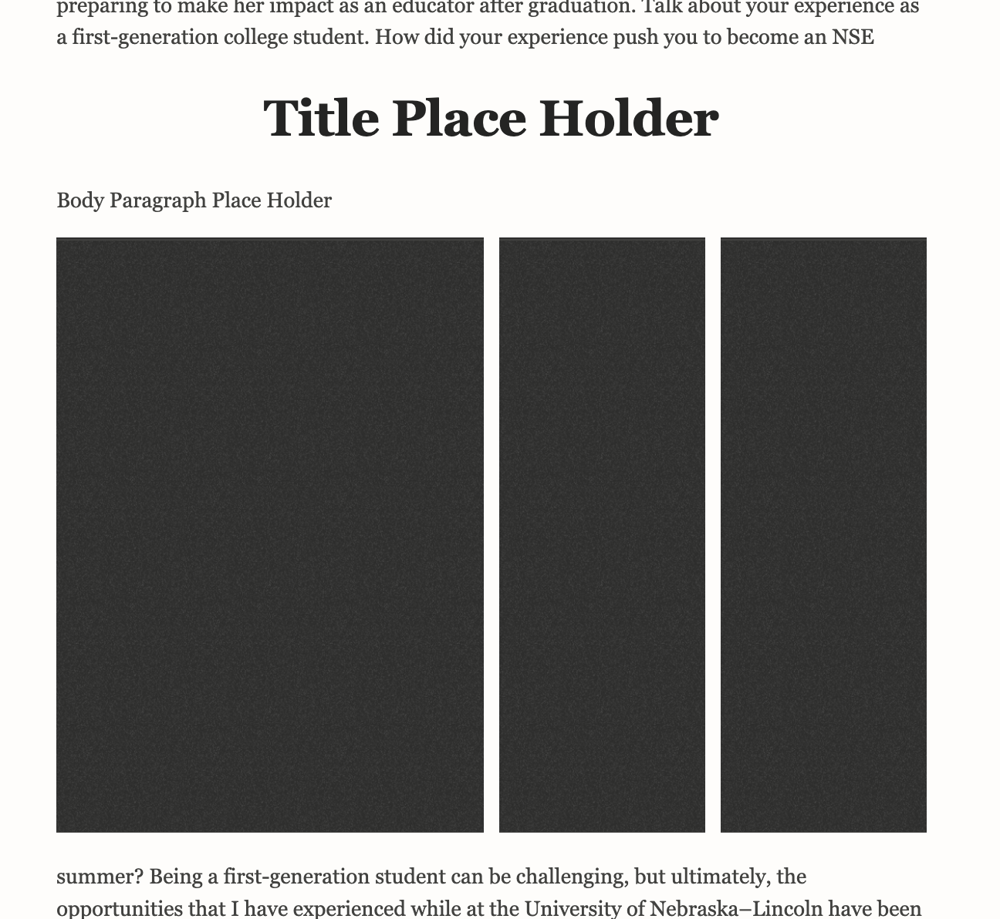 preparing to make her impact as an educator after graduation. Talk about your experience as
a first-generation college student. How did your experience push you to become an NSE
Title Place Holder
Body Paragraph Place Holder
summer? Being a first-generation student can be challenging, but ultimately, the
opportunities that I have experienced while at the University of Nebraska–Lincoln have been